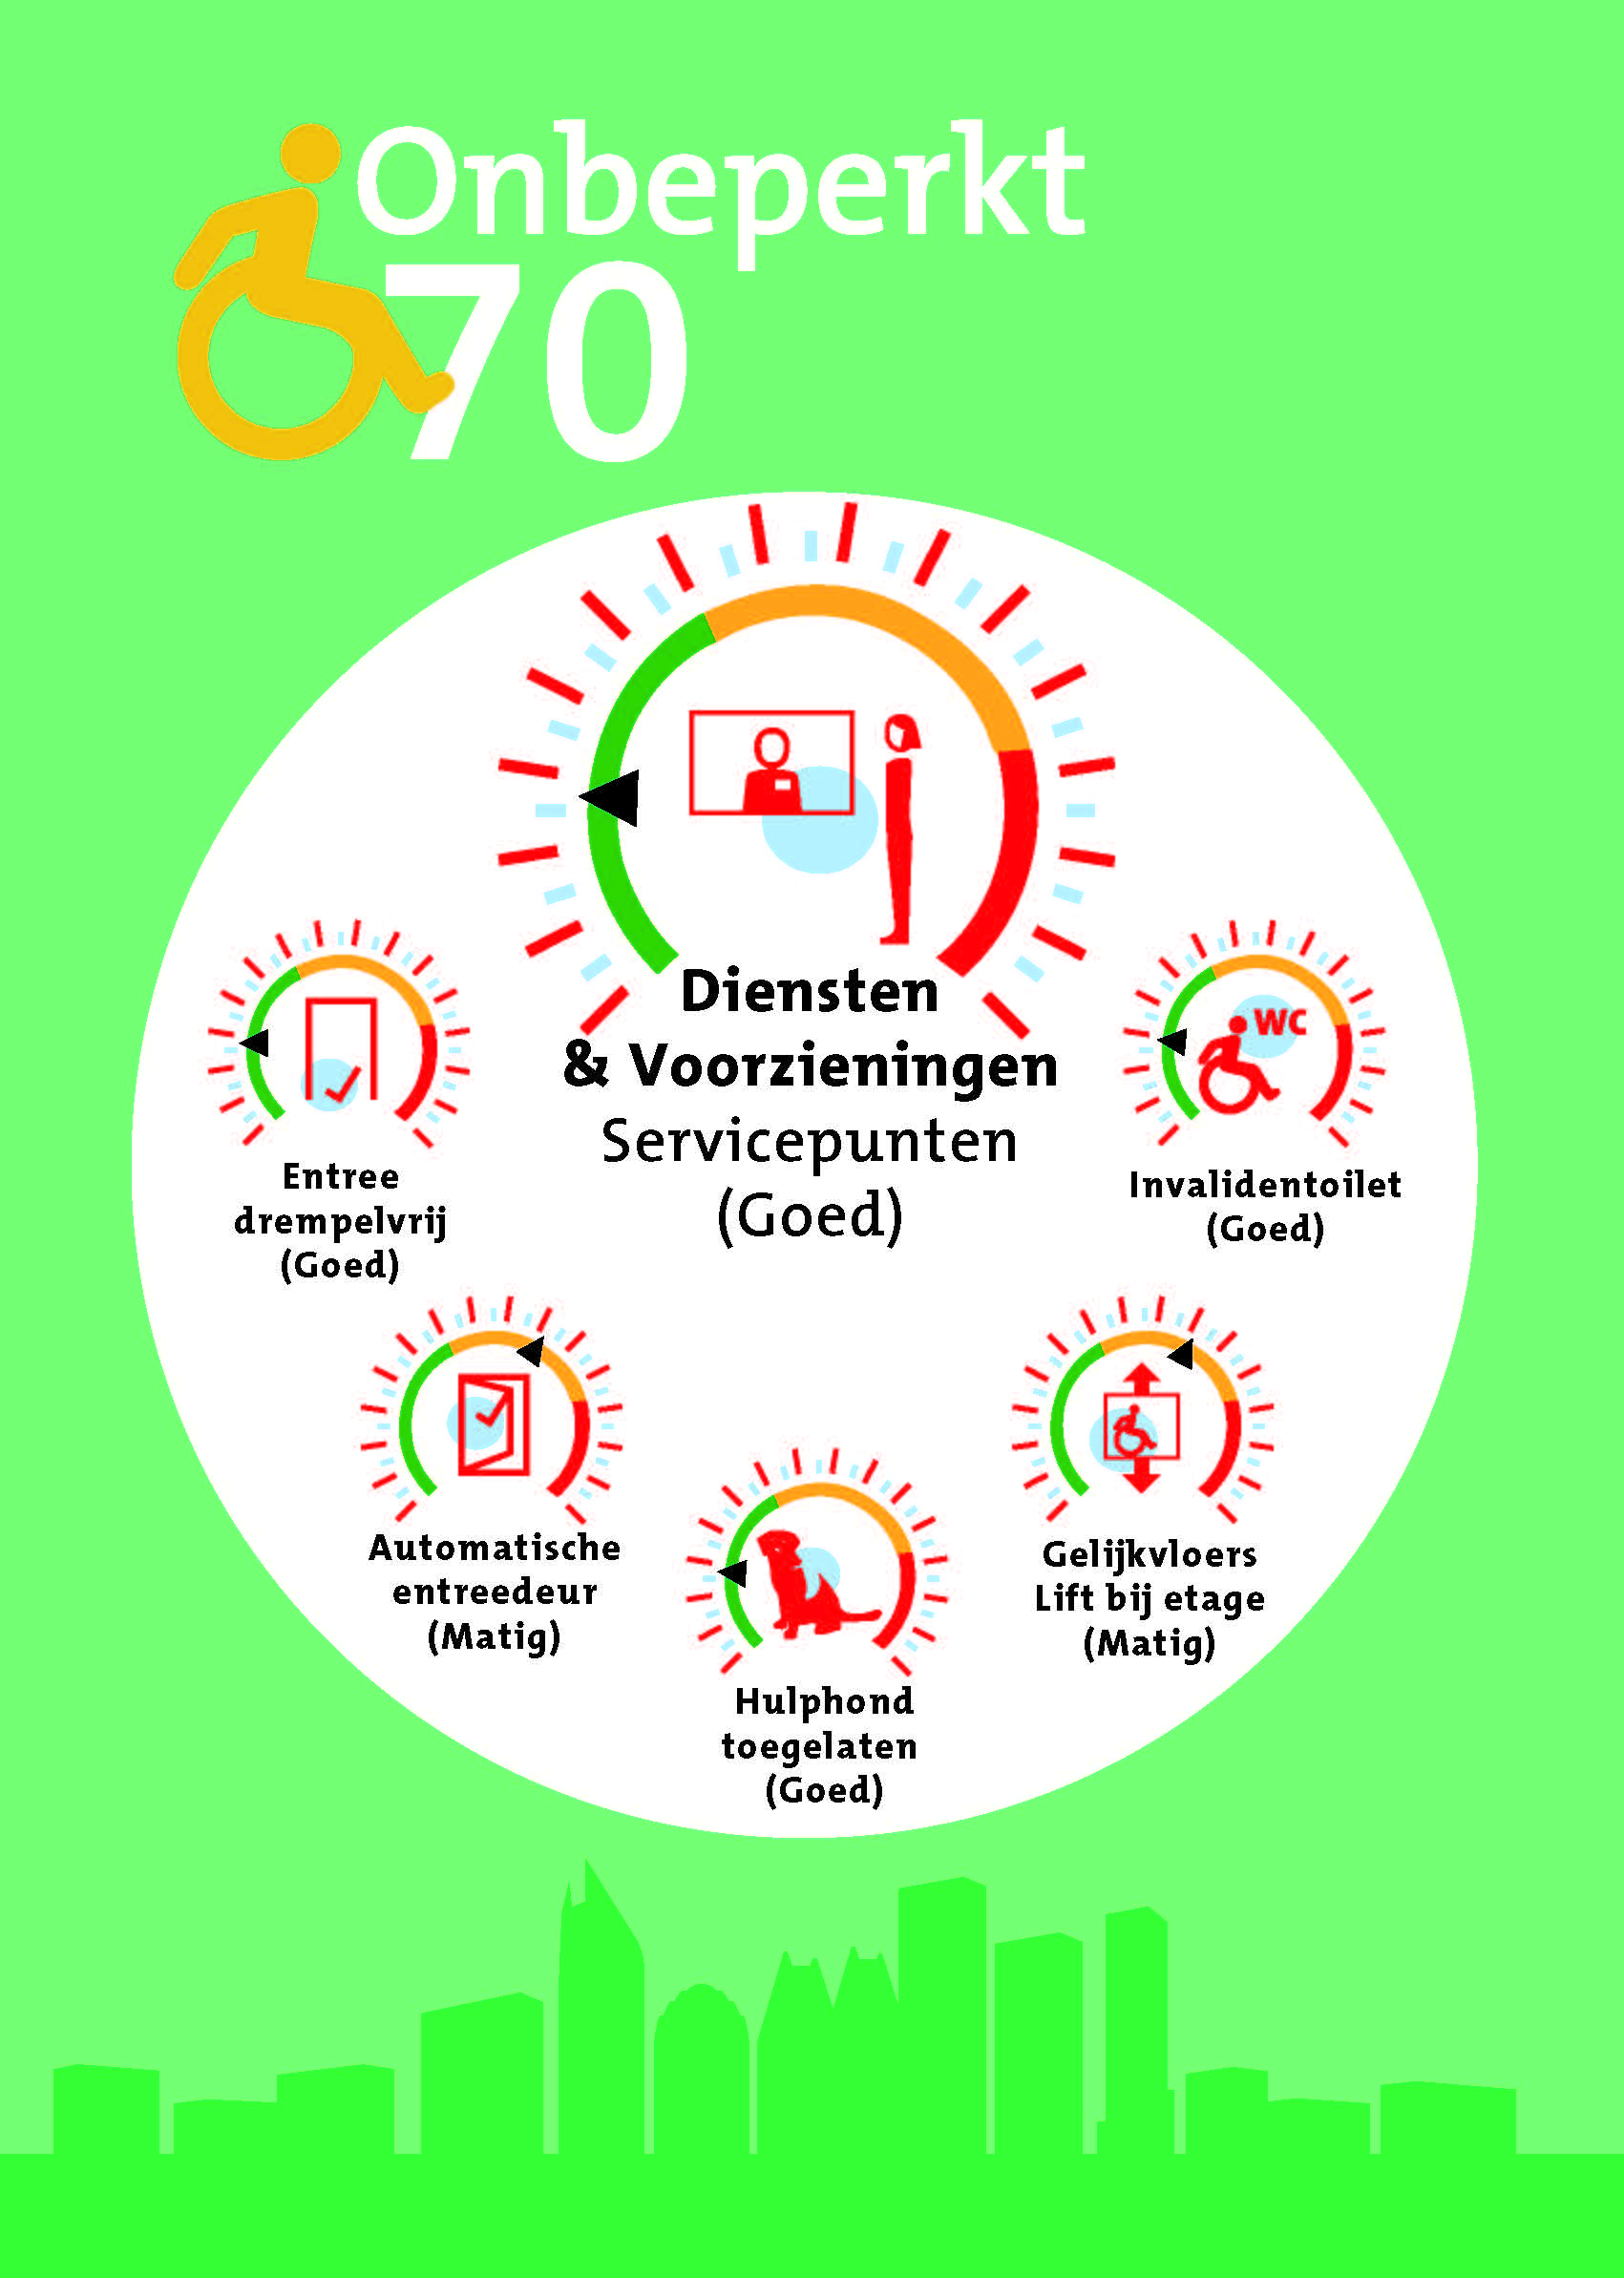 Onbeperkt
70
Diensten
& Voorzieningen
Servicepunten
(Goed)
Entree
drempelvrij
(Goed)
WC
Invalidentoilet
(Goed)
Automatische
entreedeur
(Matig)
Gelijkvloers
Lift bij etage
(Matig)
Hulphond
toegelaten
(Goed)